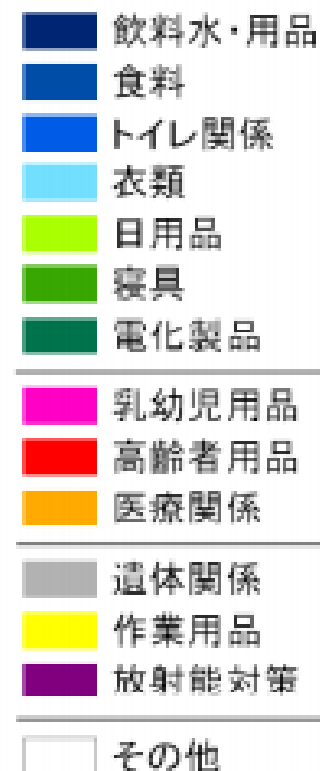 飲料水・用品
食料
トイレ関係
衣類
日用品
寝具
電化製品
乳幼児用品
高齢者用品
医療関係
遺体関係
作業用品
放射能対策
その他